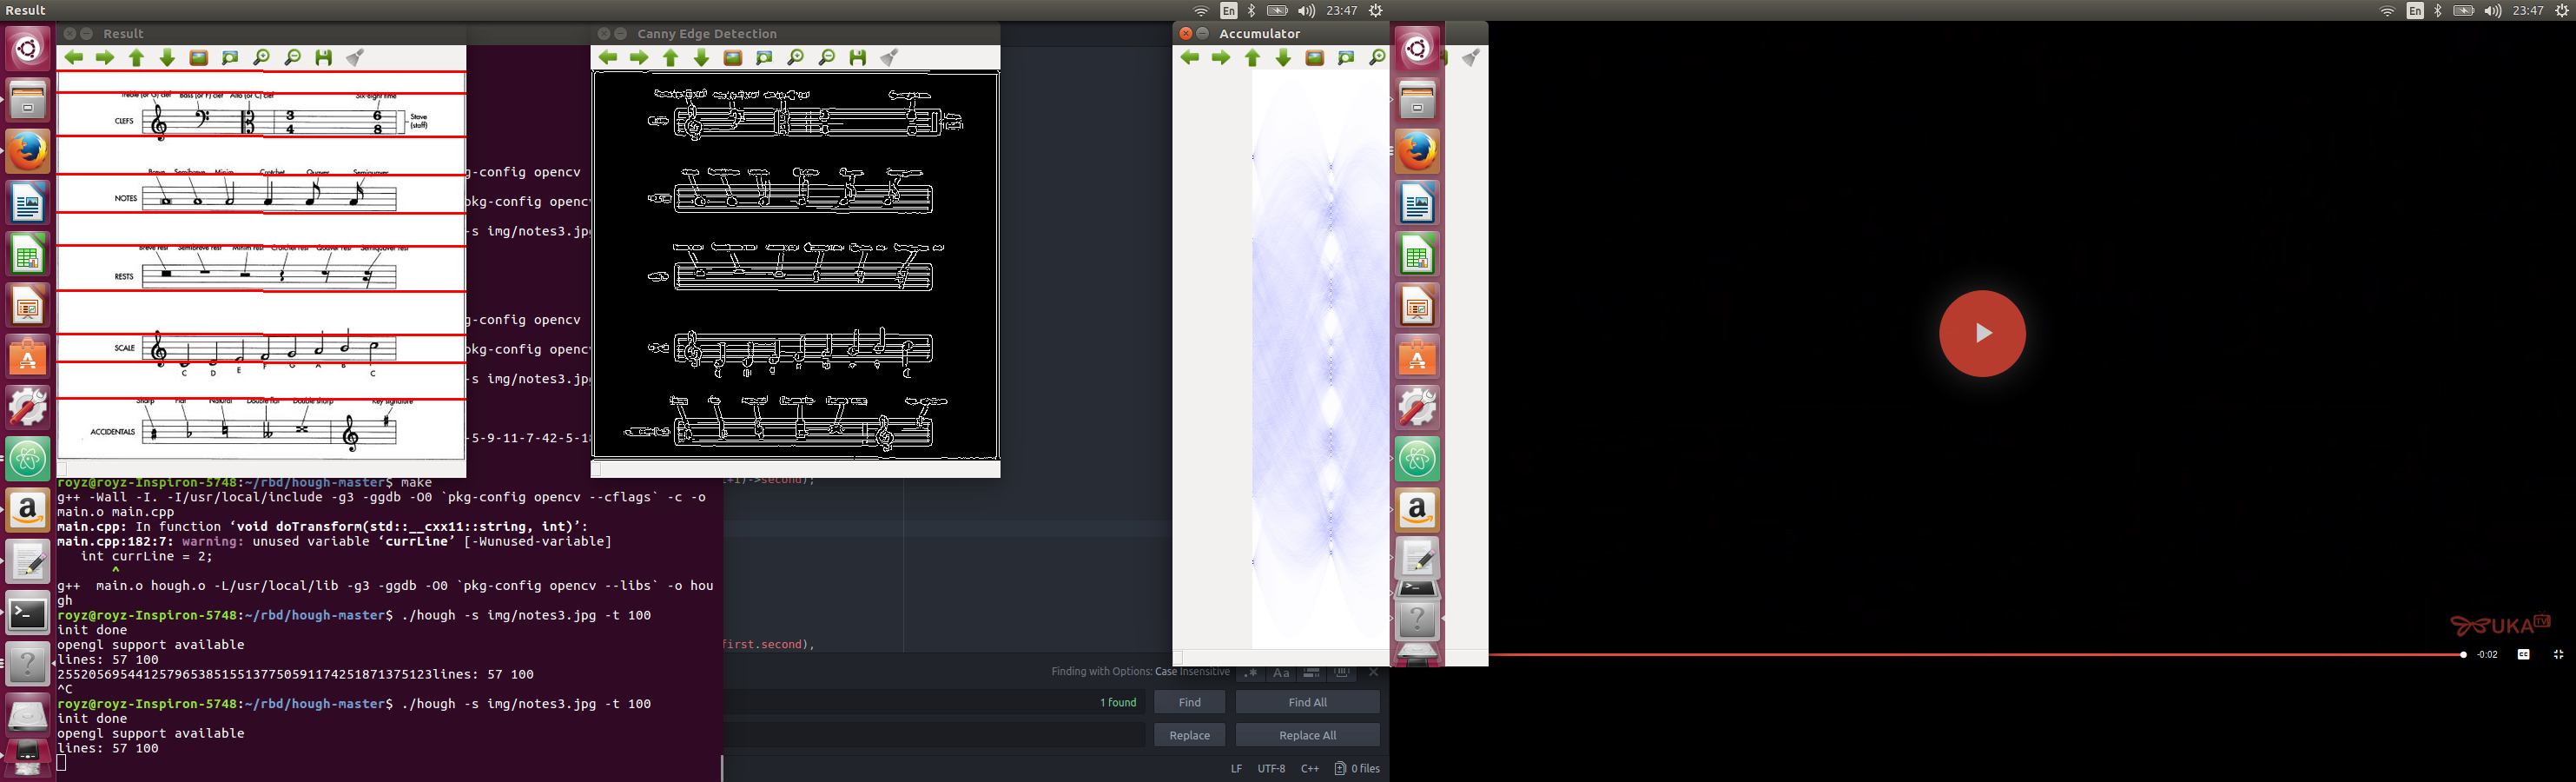 Result
En
23:47
En
23:47
Result
Canny Edge Detection
Accumulator
Treble (or G) clef
Bass (or F) clef
Alto (or C) clef
Six-eight time
CLEFS
3
4
6
8
Stave
(staff)
Breve
Semibreve
Minim
Crotchet
Quaver
Semiquaver
NOTES
Breve rest
Semibreve rest
Minim rest
Crotchet rest
Quaver rest
Semiquaver rest
RESTS
SCALE
C
D
E
F
G
A
B
C
Sharp
Flat
Natural
Double flat
Double sharp
Key signature
ACCIDENTALS
g-config opencv
pkg-config opencv
-s img/notes3.jpg
g-config opencv
pkg-config opencv
-s img/notes3.jpg
-5-9-11-7-42-5-18
royz@royz-Inspiron-5748:~/rbd/hough-master$ make
g++ -Wall -I. -I/usr/local/include -g3 -ggdb -O0 `pkg-config opencv --cflags` -c -o
main.o main.cpp
main.cpp: In function ‘void doTransform(std::__cxx11::string, int)’:
main.cpp:182:7: warning: unused variable ‘currLine’ [-Wunused-variable]
int currLine = 2;
^
g++ main.o hough.o -L/usr/local/lib -g3 -ggdb -O0 `pkg-config opencv --libs` -o hou
gh
royz@royz-Inspiron-5748:~/rbd/hough-master$ ./hough -s img/notes3.jpg -t 100
init done
opengl support available
lines: 57 100
2552056954412579653851551377505911742518713751​23lines: 57 100
^C
royz@royz-Inspiron-5748:~/rbd/hough-master$ ./hough -s img/notes3.jpg -t 100
init done
opengl support available
lines: 57 100
+1)->second);
first.second),
Finding with Options: Case Insensitive
.*
Aa
1 found
Find
Find All
Replace
Replace All
LF
UTF-8
C++
0 files
UKA TV
-0:02
CC